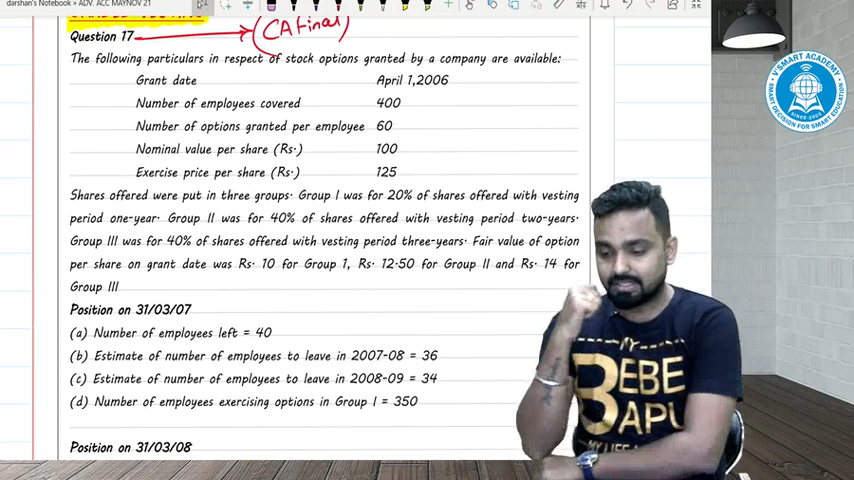 darshan's Notebook » ADV. ACC MAYNOV 21
GRADED VESTING
Question 17
(CA Final)
The following particulars in respect of stock options granted by a company are available:
Grant date April 1,2006
Number of employees covered 400
Number of options granted per employee 60
Nominal value per share (Rs.) 100
Exercise price per share (Rs.) 125
Shares offered were put in three groups. Group I was for 20% of shares offered with vesting
period one-year. Group II was for 40% of shares offered with vesting period two-years.
Group III was for 40% of shares offered with vesting period three-years. Fair value of option
per share on grant date was Rs. 10 for Group 1, Rs. 12.50 for Group II and Rs. 14 for
Group III
Position on 31/03/07
(a) Number of employees left = 40
(b) Estimate of number of employees to leave in 2007-08 = 36
(c) Estimate of number of employees to leave in 2008-09 = 34
(d) Number of employees exercising options in Group I = 350
Position on 31/03/08
V'SMART ACADEMY
SINCE-2003
SMART DECISION FOR SMART EDUCATION
MY
BEBE
BAPU
MY LIFE